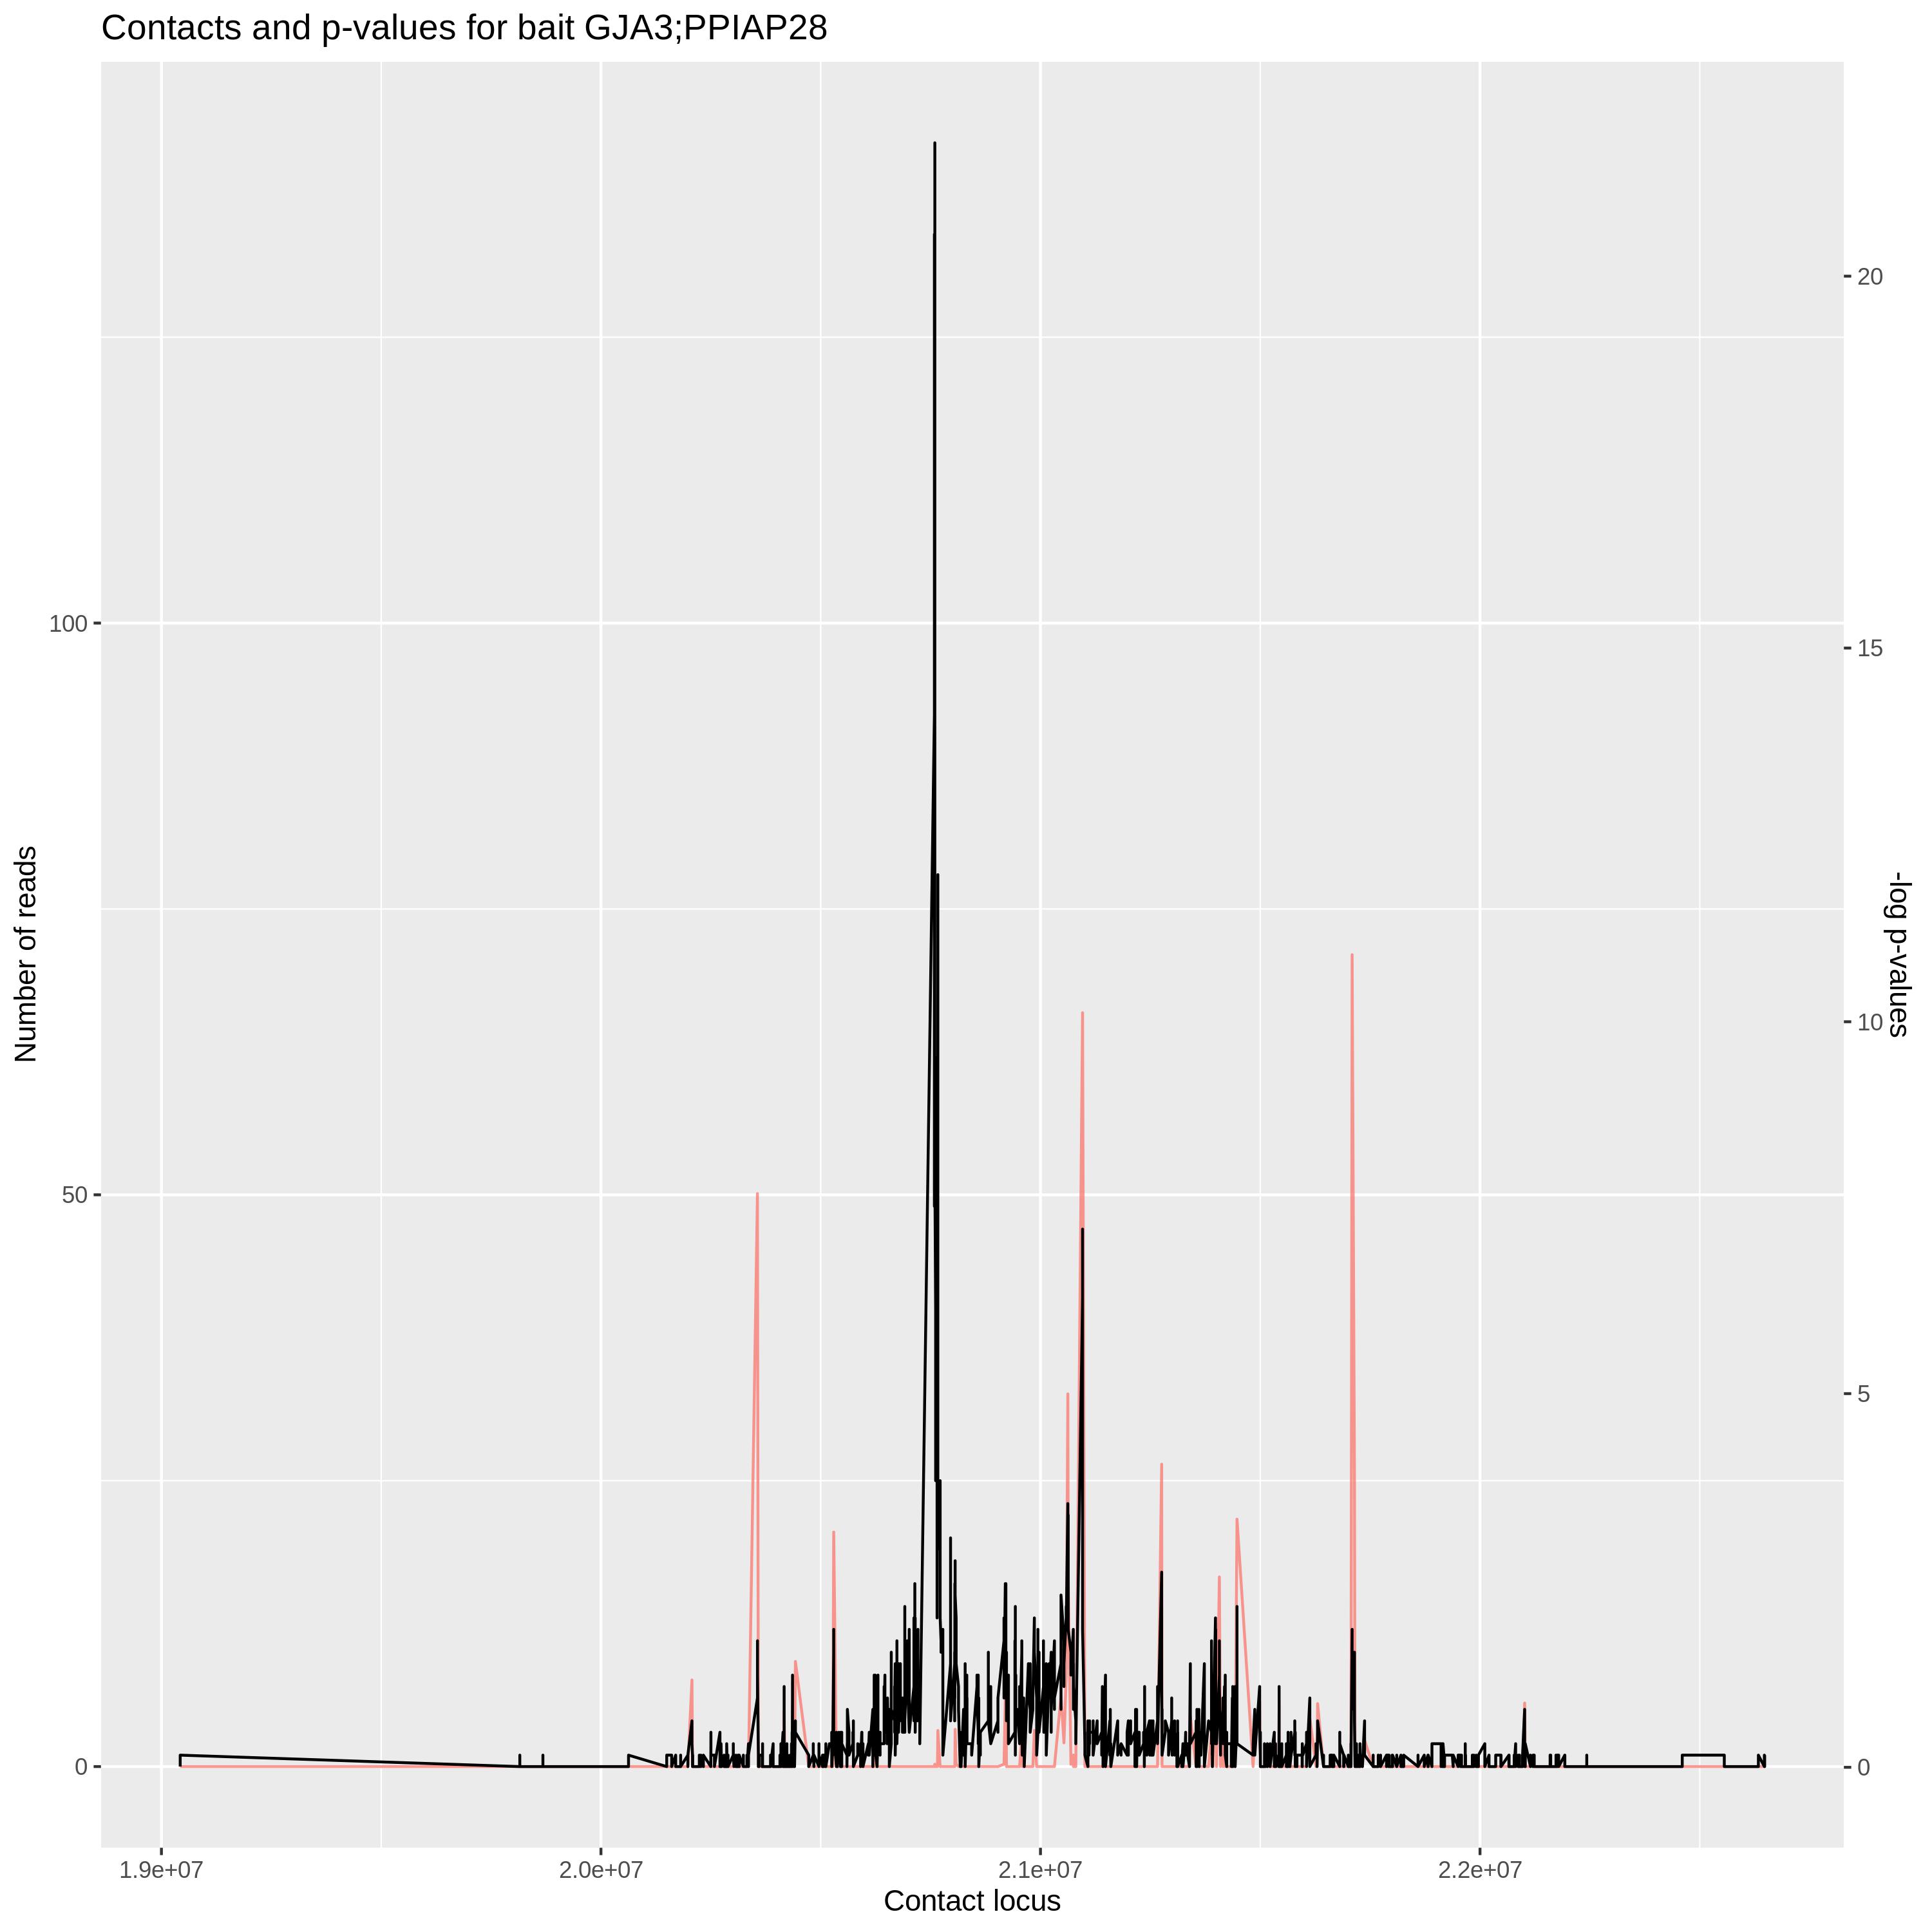 Contacts and p-values for bait GJA3;PPIAP28
100
50
0
Number of reads
20
15
10
5
0
-log p-values
1.9e+07 2.0e+07 2.1e+07 2.2e+07
Contact locus